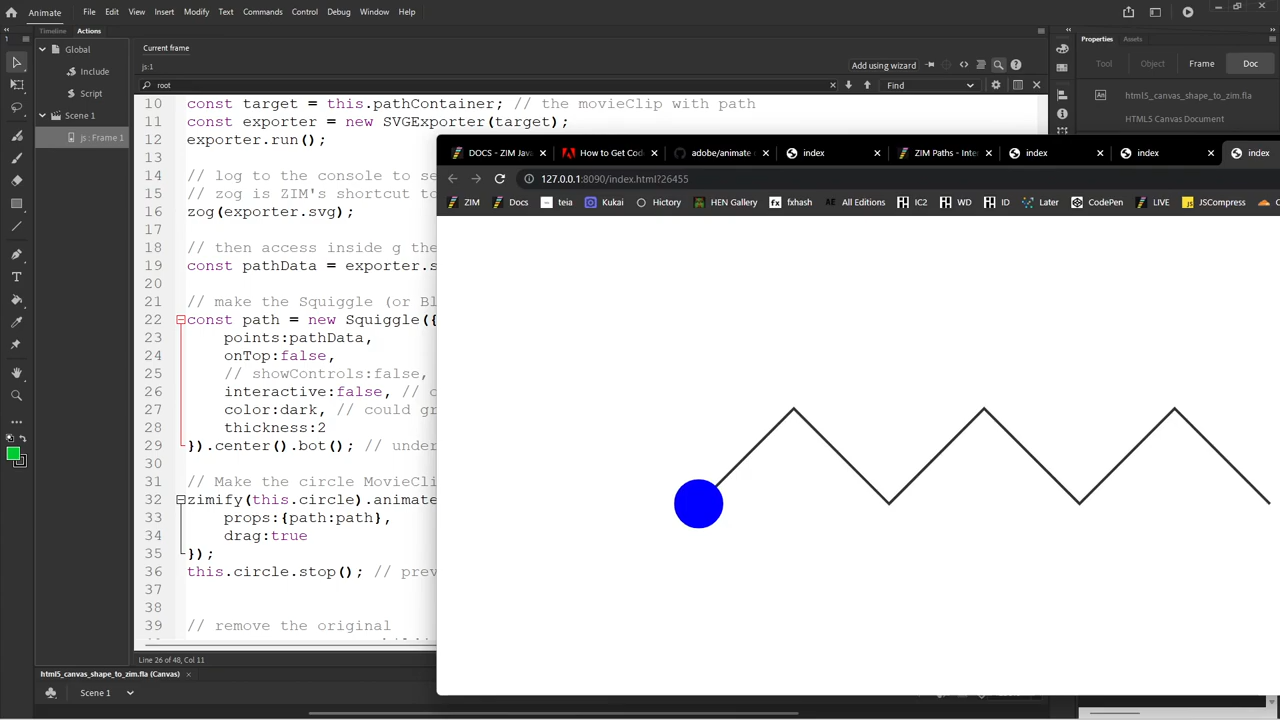 Animate File Edit View Insert Modify Text Commands Control Debug Window Help
Timeline Actions
Global
Include
Script
Scene 1
js : Frame 1
Current frame
js:1
Add using wizard
root
Find
10 const target = this.pathContainer; // the movieClip with path
11 const exporter = new SVGExporter(target);
12 exporter.run();
13
14 // log to the console to se
15 // zog is ZIM's shortcut to
16 zog(exporter.svg);
17
18 // then access inside g the
19 const pathData = exporter.s
20
21 // make the Squiggle (or Bl
22 const path = new Squiggle({
23 points:pathData,
24 onTop:false,
25 // showControls:false,
26 interactive:false, // c
27 color:dark, // could gr
28 thickness:2
29 }).center().bot(); // under
30
31 // Make the circle MovieCli
32 zimify(this.circle).animate
33 props:{path:path},
34 drag:true
35 });
36 this.circle.stop(); // prev
37
38
39 // remove the original
Line 26 of 48, Col 11
html5_canvas_shape_to_zim.fla (Canvas)
Scene 1
Properties Assets
Tool Object Frame Doc
html5_canvas_shape_to_zim.fla
HTML5 Canvas Document
DOCS - ZIM Java
How to Get Cod
adobe/animate
index
ZIM Paths - Inte
index
index
index
127.0.0.1:8090/index.html?26455
ZIM Docs teia Kukai Hictory HEN Gallery fxhash All Editions IC2 WD ID Later CodePen LIVE JSCompress